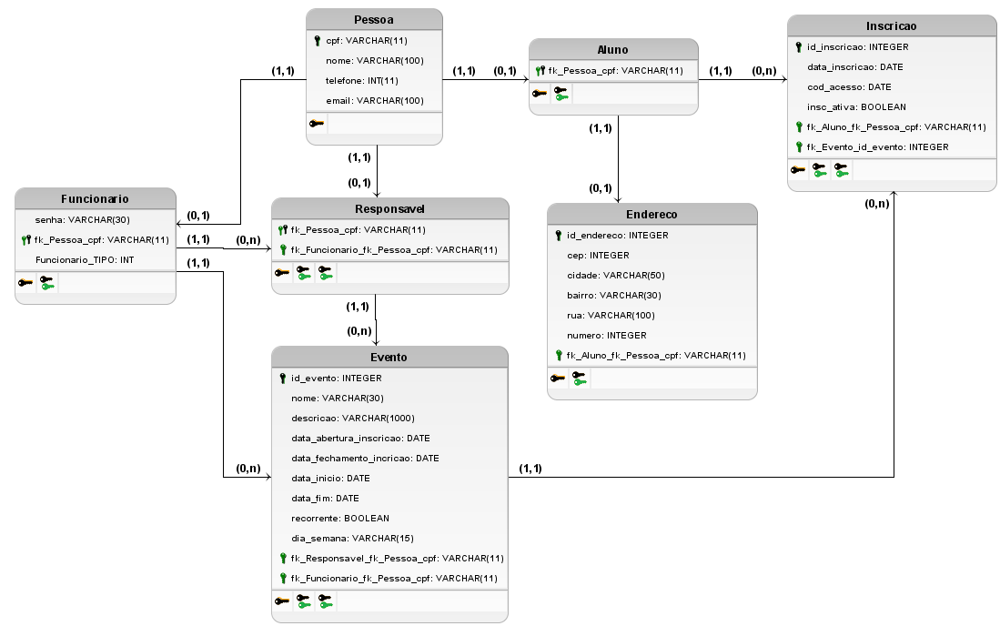 Pessoa
cpf: VARCHAR(11)
nome: VARCHAR(100)
telefone: INT(11)
email: VARCHAR(100)
(1,1)
(1,1)
(0,1)
Aluno
fk_Pessoa_cpf: VARCHAR(11)
(1,1)
(0,n)
Inscricao
id_inscricao: INTEGER
data_inscricao: DATE
cod_acesso: DATE
insc_ativa: BOOLEAN
fk_Aluno_fk_Pessoa_cpf: VARCHAR(11)
fk_Evento_id_evento: INTEGER
(0,n)
(1,1)
(0,1)
(1,1)
(0,1)
Funcionario
senha: VARCHAR(30)
fk_Pessoa_cpf: VARCHAR(11)
Funcionario_TIPO: INT
(0,1)
(1,1)
(0,n)
(1,1)
Responsavel
fk_Pessoa_cpf: VARCHAR(11)
fk_Funcionario_fk_Pessoa_cpf: VARCHAR(11)
Endereco
id_endereco: INTEGER
cep: INTEGER
cidade: VARCHAR(50)
bairro: VARCHAR(30)
rua: VARCHAR(100)
numero: INTEGER
fk_Aluno_fk_Pessoa_cpf: VARCHAR(11)
(1,1)
(0,n)
Evento
id_evento: INTEGER
nome: VARCHAR(30)
descricao: VARCHAR(1000)
data_abertura_inscricao: DATE
data_fechamento_incricao: DATE
data_inicio: DATE
data_fim: DATE
recorrente: BOOLEAN
dia_semana: VARCHAR(15)
fk_Responsavel_fk_Pessoa_cpf: VARCHAR(11)
fk_Funcionario_fk_Pessoa_cpf: VARCHAR(11)
(0,n)
(1,1)